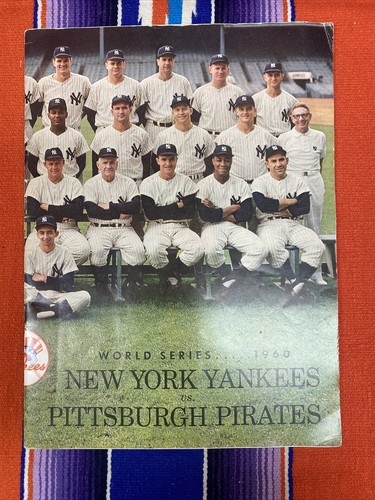 WORLD SERIES.....1960
NEW YORK YANKEES
vs.
PITTSBURGH PIRATES